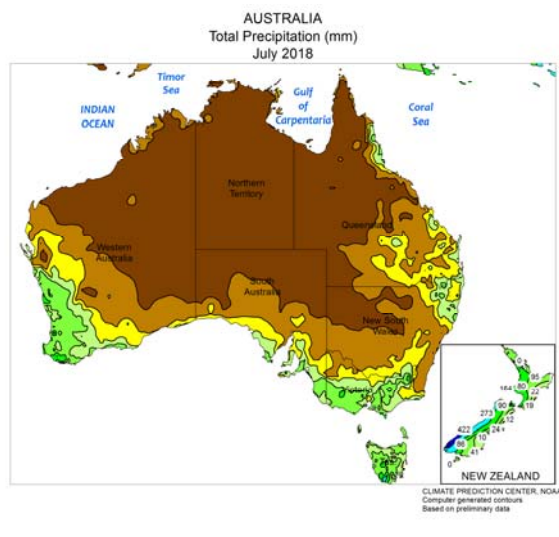 AUSTRALIA
Total Precipitation (mm)
July 2018
Timor
Sea
INDIAN
OCEAN
Gulf
of
Carpentaria
Coral
Sea
Northern
Territory
Queensland
Western
Australia
South
Australia
New South
Wales
Victoria
0
95
164
80
22
90
19
273
12
422
24
86
10
41
0
NEW ZEALAND
CLIMATE PREDICTION CENTER, NOAA
Computer generated contours
Based on preliminary data